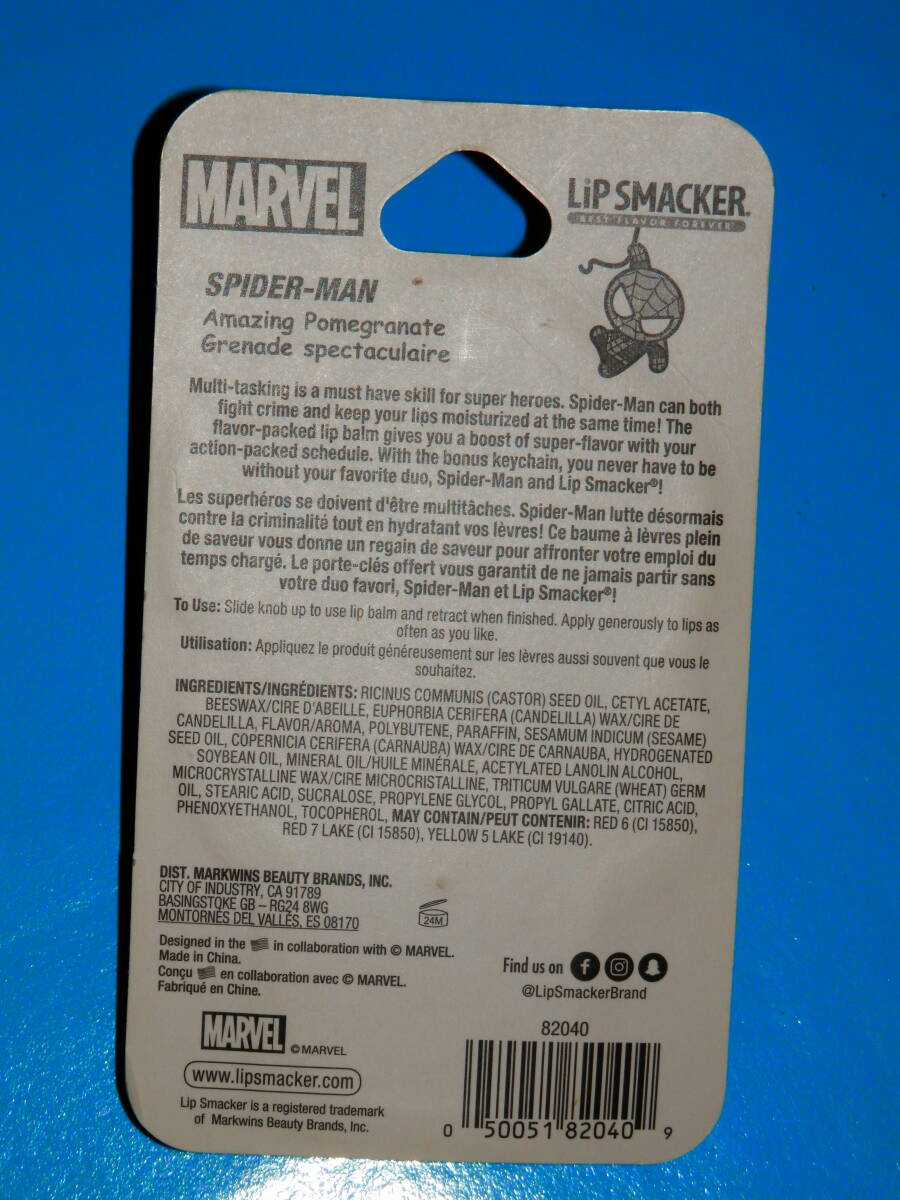 MARVEL
LiP SMACKER®
BEST FLAVOR FOREVER
SPIDER-MAN
Amazing Pomegranate
Grenade spectaculaire
Multi-tasking is a must have skill for super heroes. Spider-Man can both
fight crime and keep your lips moisturized at the same time! The
flavor-packed lip balm gives you a boost of super-flavor with your
action-packed schedule. With the bonus keychain, you never have to be
without your favorite duo, Spider-Man and Lip Smacker®!
Les superhéros se doivent d'être multitâches. Spider-Man lutte désormais
contre la criminalité tout en hydratant vos lèvres! Ce baume à lèvres plein
de saveur vous donne un regain de saveur pour affronter votre emploi du
temps chargé. Le porte-clés offert vous garantit de ne jamais partir sans
votre duo favori, Spider-Man et Lip Smacker®!
To Use: Slide knob up to use lip balm and retract when finished. Apply generously to lips as
often as you like.
Utilisation: Appliquez le produit généreusement sur les lèvres aussi souvent que vous le
souhaitez.
INGREDIENTS/INGRÉDIENTS: RICINUS COMMUNIS (CASTOR) SEED OIL, CETYL ACETATE,
BEESWAX/CIRE D'ABEILLE, EUPHORBIA CERIFERA (CANDELILLA) WAX/CIRE DE
CANDELILLA, FLAVOR/AROMA, POLYBUTENE, PARAFFIN, SESAMUM INDICUM (SESAME)
SEED OIL, COPERNICIA CERIFERA (CARNAUBA) WAX/CIRE DE CARNAUBA, HYDROGENATED
SOYBEAN OIL, MINERAL OIL/HUILE MINÉRALE, ACETYLATED LANOLIN ALCOHOL,
MICROCRYSTALLINE WAX/CIRE MICROCRISTALLINE, TRITICUM VULGARE (WHEAT) GERM
OIL, STEARIC ACID, SUCRALOSE, PROPYLENE GLYCOL, PROPYL GALLATE, CITRIC ACID,
PHENOXYETHANOL, TOCOPHEROL, MAY CONTAIN/PEUT CONTENIR: RED 6 (CI 15850),
RED 7 LAKE (CI 15850), YELLOW 5 LAKE (CI 19140).
DIST. MARKWINS BEAUTY BRANDS, INC.
CITY OF INDUSTRY, CA 91789
BASINGSTOKE GB – RG24 8WG
MONTORNÉS DEL VALLÉS, ES 08170
24M
Designed in the in collaboration with © MARVEL.
Made in China.
Conçu en collaboration avec © MARVEL.
Fabriqué en Chine.
Find us on
@LipSmackerBrand
MARVEL © MARVEL
www.lipsmacker.com
Lip Smacker is a registered trademark
of Markwins Beauty Brands, Inc.
82040
0 50051 82040 9